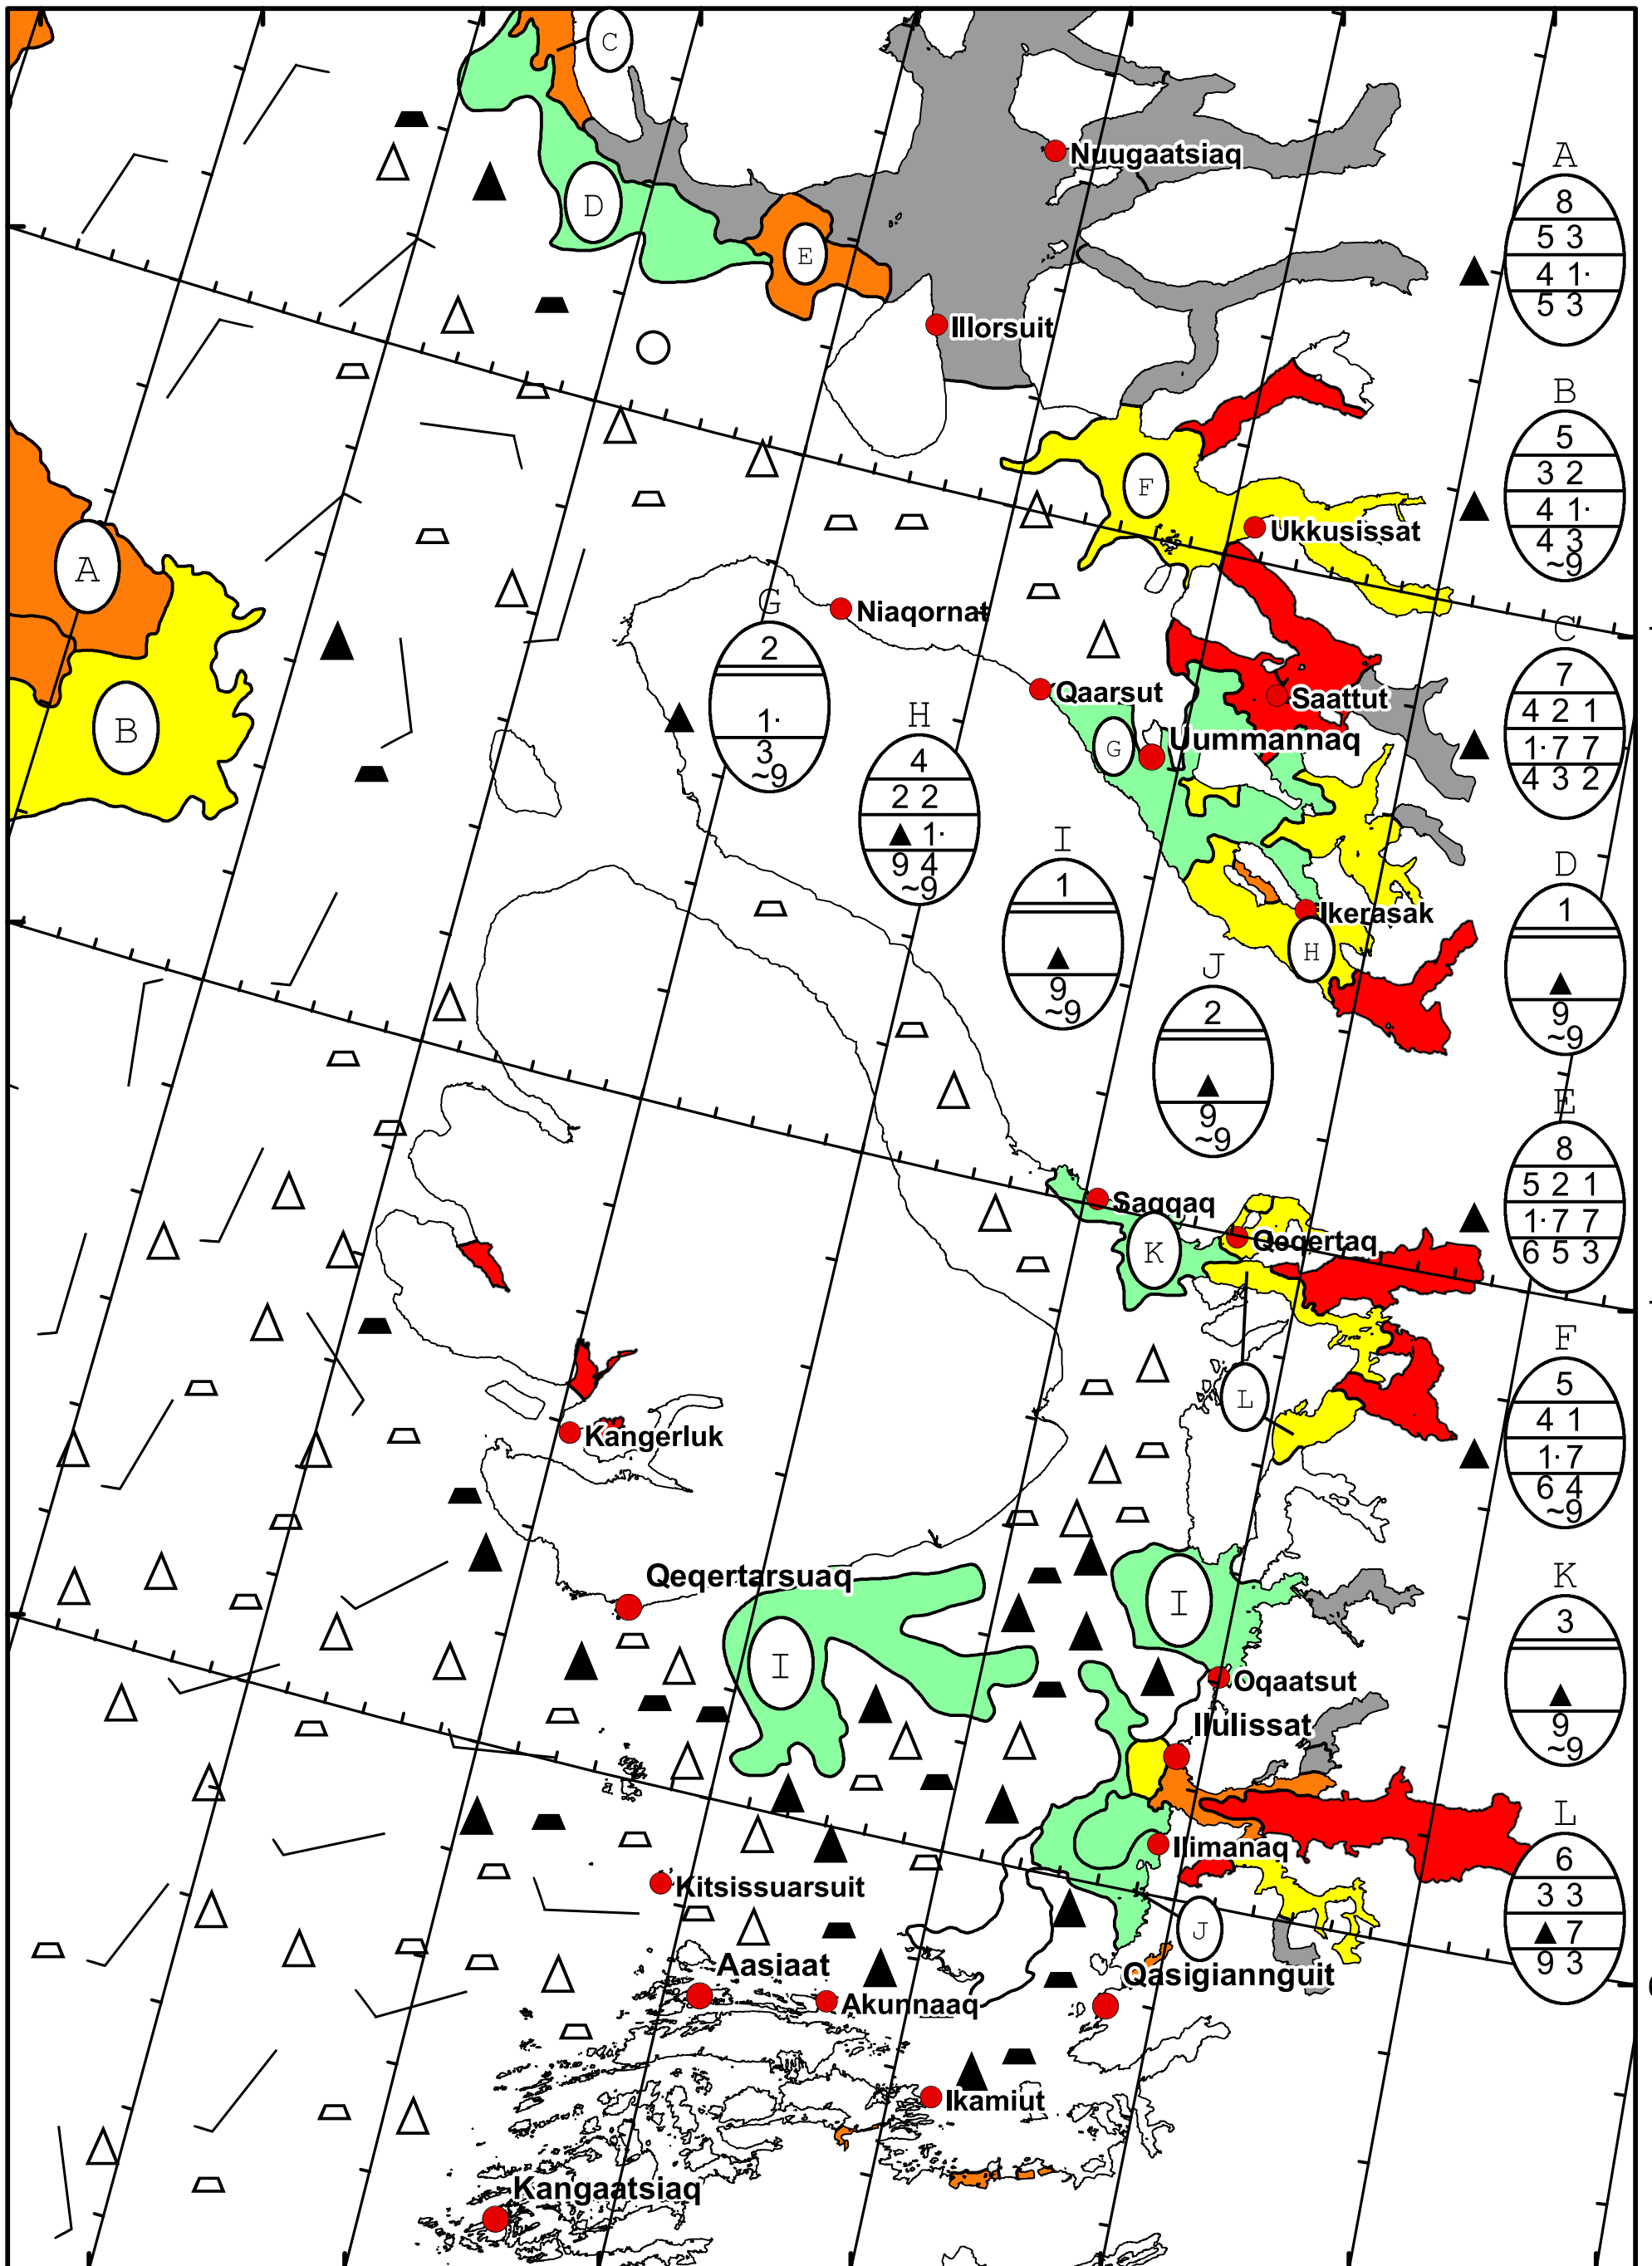 C
Nuugaatsiaq
A
8
5 3
4 1·
5 3
D
E
Illorsuit
B
5
3 2
4 1·
4 3
~9
F
Ukkusissat
A
Niaqornat
G
2
1·
3
~9
C
7
4 2 1
1· 7 7
4 3 2
Qaarsut
Saattut
B
G
Uummannaq
H
4
2 2
▲ 1·
9 4
~9
I
1
▲
9
~9
D
1
▲
9
~9
Ikerasak
H
J
2
▲
9
~9
E
8
5 2 1
1· 7 7
6 5 3
Saqqaq
K
Qeqertaq
F
5
4 1
1· 7
6 4
~9
L
Kangerluk
Qeqertarsuaq
I
I
K
3
▲
9
~9
Oqaatsut
Ilulissat
L
6
3 3
▲ 7
9 3
Ilimanaq
Kitsissuarsuit
J
Aasiaat
Qasigiannguit
Akunnaaq
Ikamiut
Kangaatsiaq